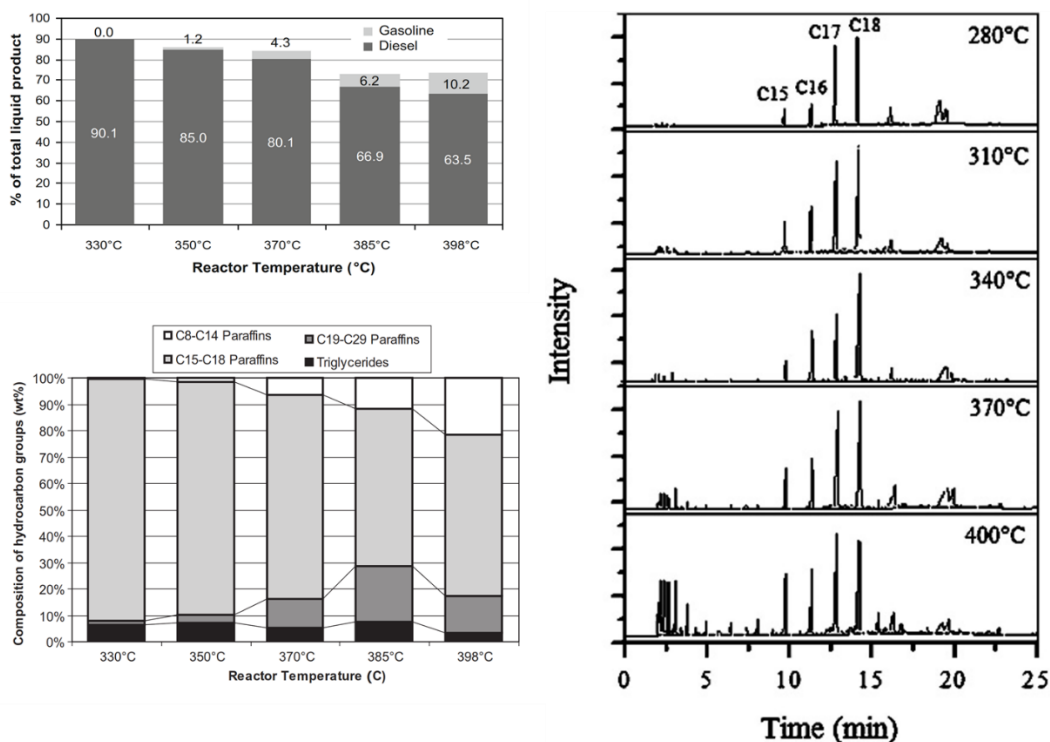 100
90
80
70
60
50
40
30
20
10
0
% of total liquid product
Gasoline
Diesel
0.0
1.2
4.3
6.2
10.2
90.1
85.0
80.1
66.9
63.5
330°C
350°C
370°C
385°C
398°C
Reactor Temperature (°C)
C8-C14 Paraffins
C19-C29 Paraffins
C15-C18 Paraffins
Triglycerides
100%
90%
80%
70%
60%
50%
40%
30%
20%
10%
0%
Composition of hydrocarbon groups (wt%)
330°C
350°C
370°C
385°C
398°C
Reactor Temperature (C)
Intensity
C15
C16
C17
C18
280°C
310°C
340°C
370°C
400°C
0
5
10
15
20
25
Time (min)